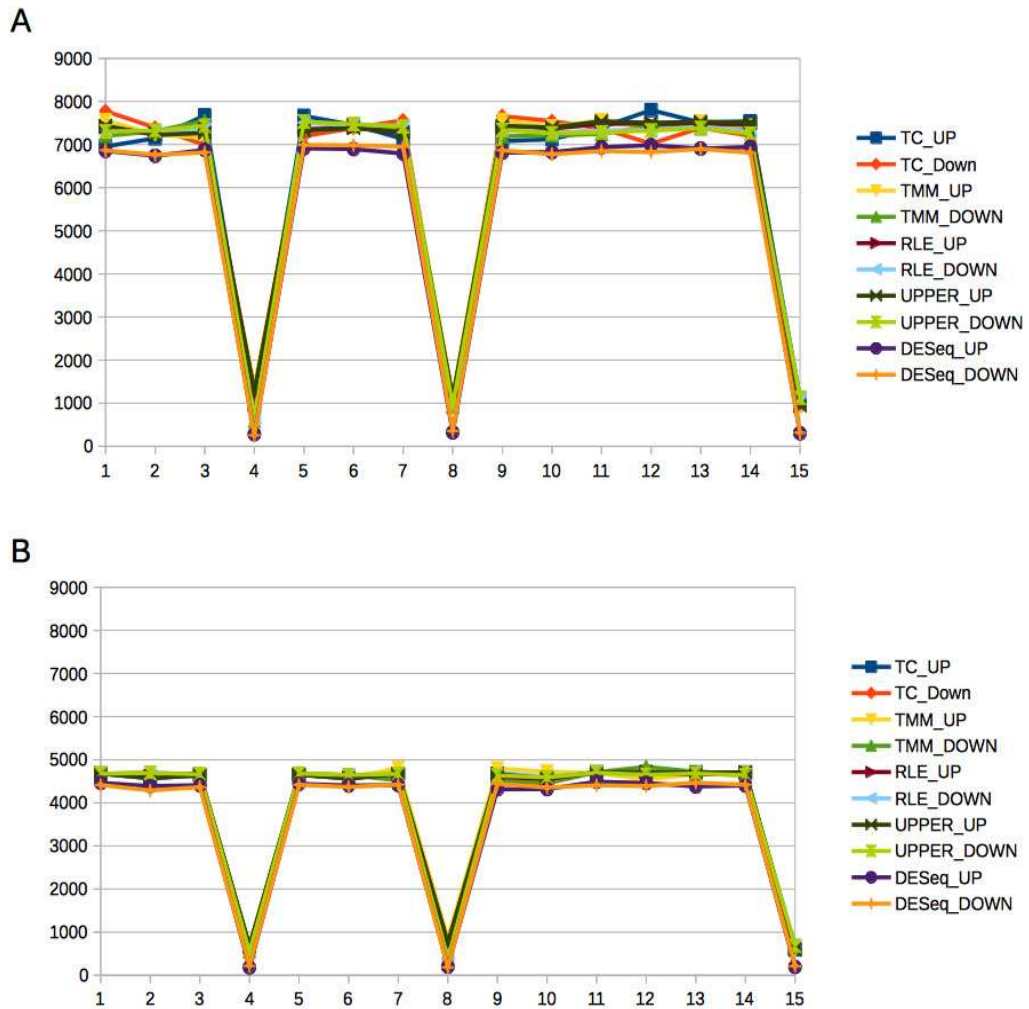 A
9000
8000
7000
6000
5000
4000
3000
2000
1000
0
1 2 3 4 5 6 7 8 9 10 11 12 13 14 15
TC_UP
TC_Down
TMM_UP
TMM_DOWN
RLE_UP
RLE_DOWN
UPPER_UP
UPPER_DOWN
DESeq_UP
DESeq_DOWN
B
9000
8000
7000
6000
5000
4000
3000
2000
1000
0
1 2 3 4 5 6 7 8 9 10 11 12 13 14 15
TC_UP
TC_Down
TMM_UP
TMM_DOWN
RLE_UP
RLE_DOWN
UPPER_UP
UPPER_DOWN
DESeq_UP
DESeq_DOWN